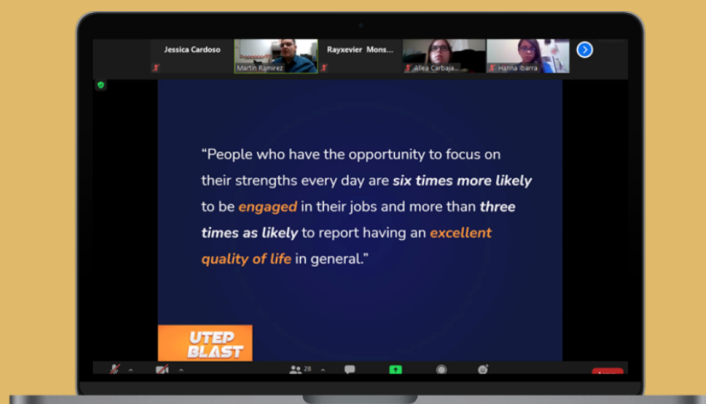 Jessica Cardoso
Rayxevier Mons...
Martin Ramirez
Hanna Ibarra
“People who have the opportunity to focus on
their strengths every day are six times more likely
to be engaged in their jobs and more than three
times as likely to report having an excellent
quality of life in general.”
UTEP
BLAST
28